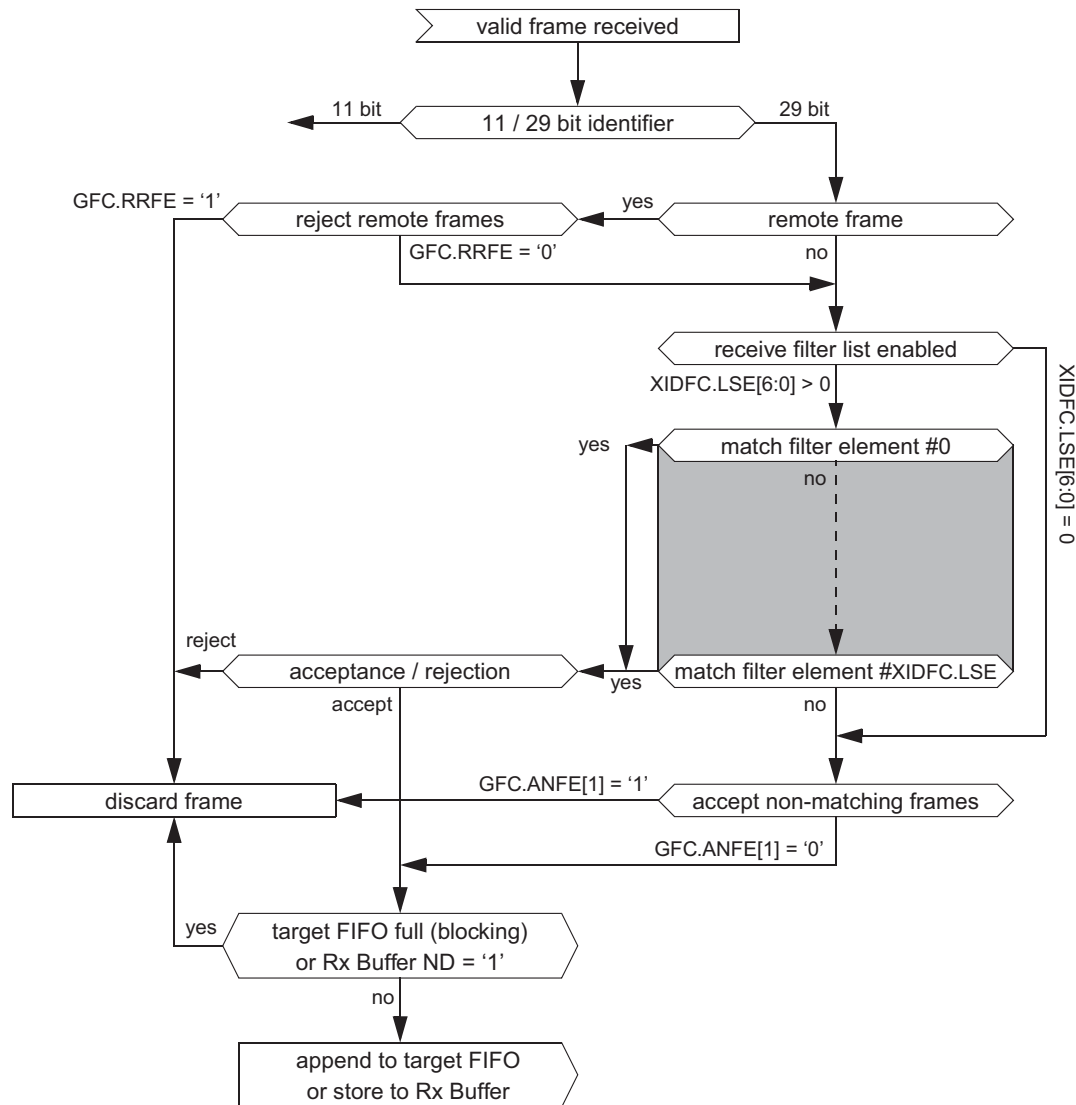 valid frame received
11 bit
11 / 29 bit identifier
29 bit
GFC.RRFE = ‘1’
reject remote frames
yes
remote frame
GFC.RRFE = ‘0’
no
receive filter list enabled
XIDFC.LSE[6:0] > 0
XIDFC.LSE[6:0] = 0
yes
match filter element #0
no
reject
acceptance / rejection
yes
match filter element #XIDFC.LSE
accept
no
discard frame
GFC.ANFE[1] = ‘1’
accept non-matching frames
GFC.ANFE[1] = ‘0’
yes
target FIFO full (blocking)
or Rx Buffer ND = ‘1’
no
append to target FIFO
or store to Rx Buffer